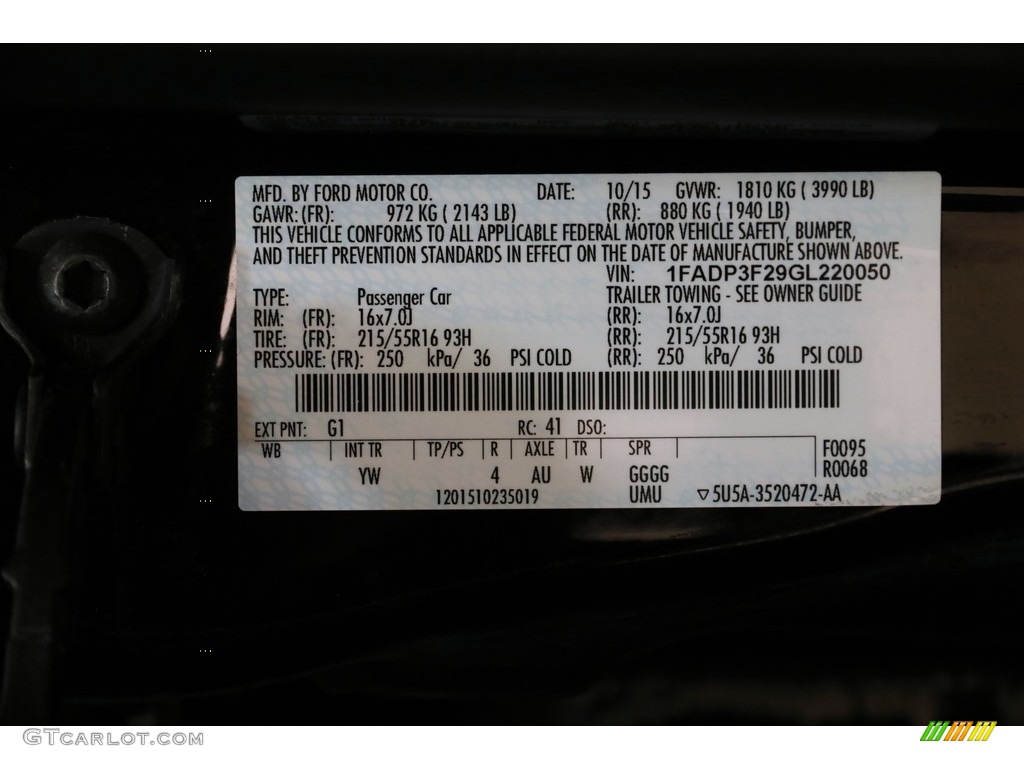 MFD. BY FORD MOTOR CO. DATE: 10/15 GVWR: 1810 KG ( 3990 LB)
GAWR: (FR): 972 KG ( 2143 LB) (RR): 880 KG ( 1940 LB)
THIS VEHICLE CONFORMS TO ALL APPLICABLE FEDERAL MOTOR VEHICLE SAFETY, BUMPER,
AND THEFT PREVENTION STANDARDS IN EFFECT ON THE DATE OF MANUFACTURE SHOWN ABOVE.
VIN: 1FADP3F29GL220050
TYPE: Passenger Car TRAILER TOWING - SEE OWNER GUIDE
RIM: (FR): 16x7.0J (RR): 16x7.0J
TIRE: (FR): 215/55R16 93H (RR): 215/55R16 93H
PRESSURE: (FR): 250 kPa/ 36 PSI COLD (RR): 250 kPa/ 36 PSI COLD
EXT PNT: G1 RC: 41 DSO:
WB INT TR TP/PS R AXLE TR SPR F0095
YW 4 AU W GGGG R0068
1201510235019 UMU ▽5U5A-3520472-AA
GTCarlot.com